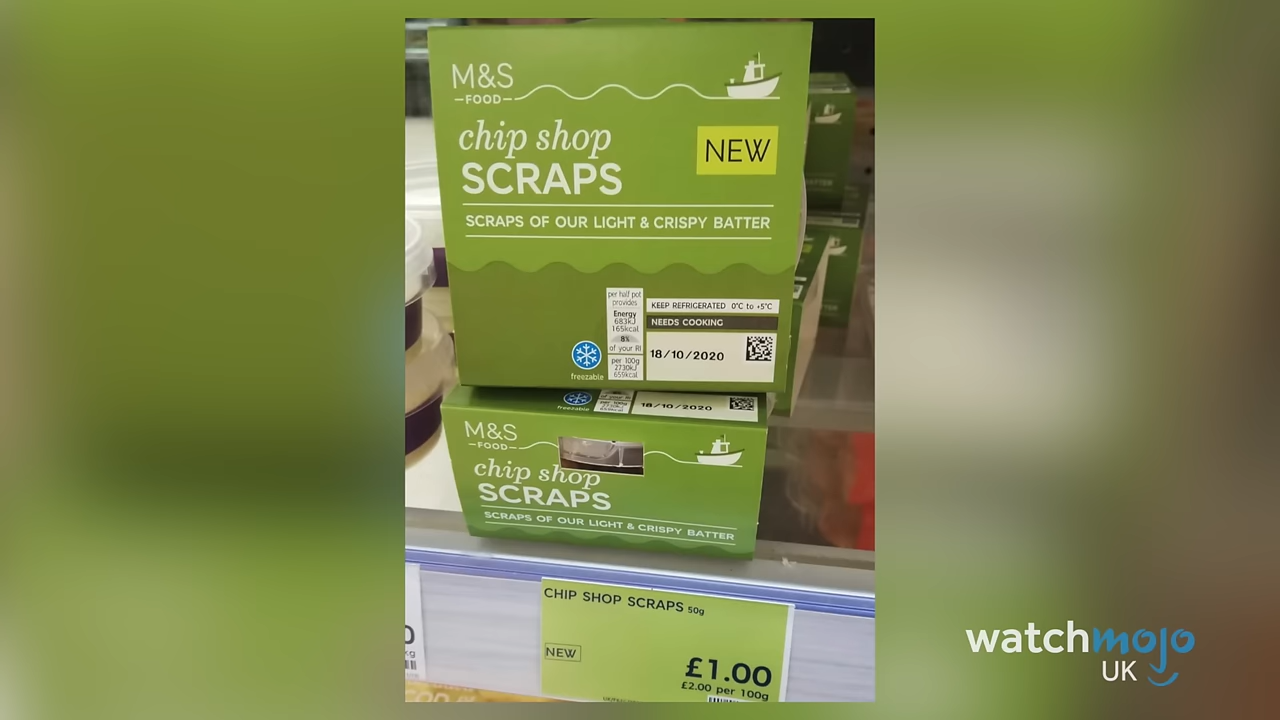 M&S
FOOD
chip shop
SCRAPS
NEW
SCRAPS OF OUR LIGHT & CRISPY BATTER
per half pot
provides
Energy
683kJ
165kcal
8%
of your RI
per 100g
2730kJ
659kcal
KEEP REFRIGERATED 0°C to +5°C
NEEDS COOKING
18/10/2020
freezable
freezable
of your RI
18/10/2020
M&S
FOOD
chip shop
SCRAPS
SCRAPS OF OUR LIGHT & CRISPY BATTER
CHIP SHOP SCRAPS 50g
NEW
£1.00
£2.00 per 100g
watchmojo
UK